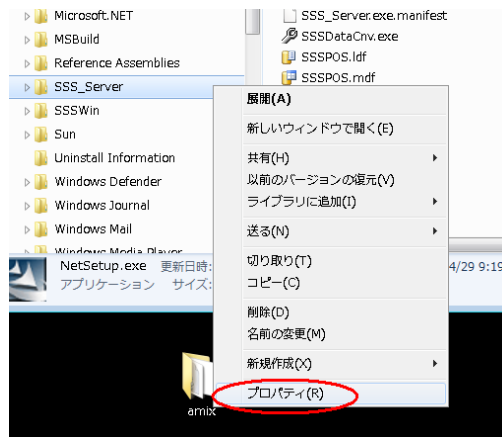 Microsoft.NET
MSBuild
Reference Assemblies
SSS_Server
SSSWin
Sun
Uninstall Information
Windows Defender
Windows Journal
Windows Mail
Windows Media Player
SSS_Server.exe.manifest
SSSDataCnv.exe
SSSPOS.ldf
SSSPOS.mdf
展開(A)
新しいウィンドウで開く(E)
共有(H)
以前のバージョンの復元(V)
ライブラリに追加(I)
送る(N)
切り取り(T)
コピー(C)
削除(D)
名前の変更(M)
新規作成(X)
プロパティ(R)
NetSetup.exe 更新日時:
アプリケーション サイズ:
4/29 9:19
amix